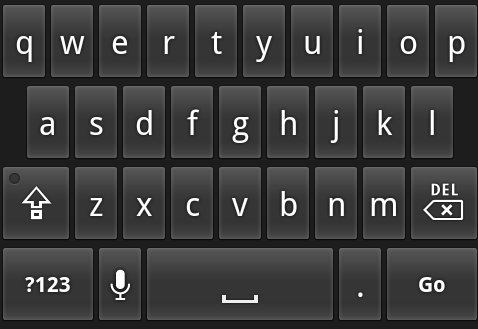 q w e r t y u i o p
a s d f g h j k l
z x c v b n m DEL
?123 . Go